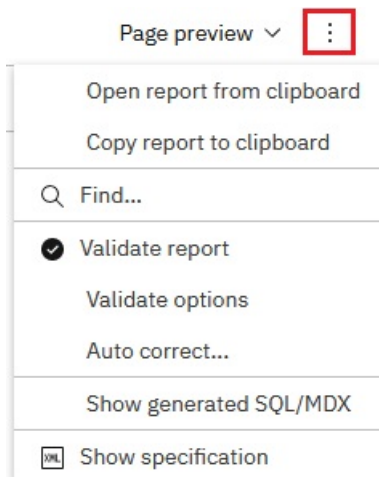 Page preview
Open report from clipboard
Copy report to clipboard
Find...
Validate report
Validate options
Auto correct...
Show generated SQL/MDX
XML Show specification